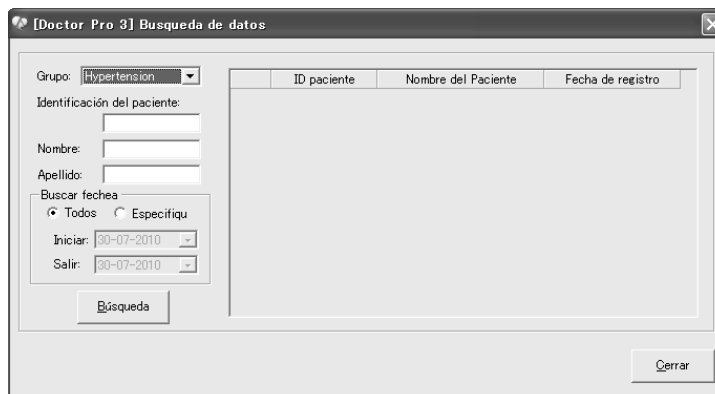 [Doctor Pro 3] Busqueda de datos
Grupo: Hypertension
ID paciente Nombre del Paciente Fecha de registro
Identificación del paciente:
Nombre:
Apellido:
Buscar fechea
Todos Especifiqu
Iniciar: 30-07-2010
Salir: 30-07-2010
Búsqueda
Cerrar